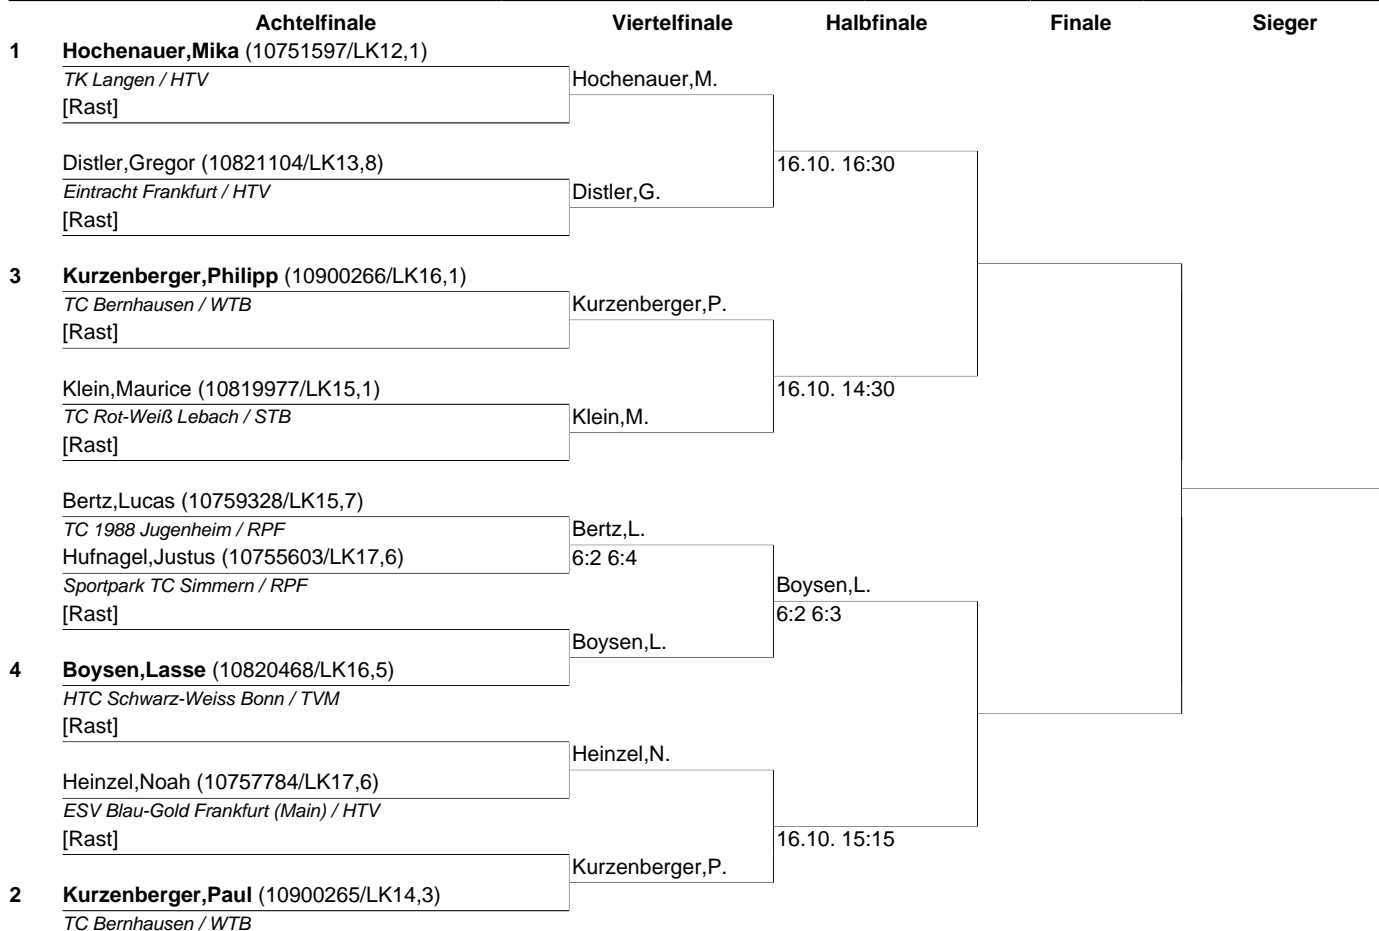 Achtelfinale Viertelfinale Halbfinale Finale Sieger
1 Hochenauer,Mika (10751597/LK12,1)
TK Langen / HTV Hochenauer,M.
[Rast]
Distler,Gregor (10821104/LK13,8) 16.10. 16:30
Eintracht Frankfurt / HTV Distler,G.
[Rast]
3 Kurzenberger,Philipp (10900266/LK16,1)
TC Bernhausen / WTB Kurzenberger,P.
[Rast]
Klein,Maurice (10819977/LK15,1) 16.10. 14:30
TC Rot-Weiß Lebach / STB Klein,M.
[Rast]
Bertz,Lucas (10759328/LK15,7)
TC 1988 Jugenheim / RPF Bertz,L.
Hufnagel,Justus (10755603/LK17,6) 6:2 6:4
Sportpark TC Simmern / RPF Boysen,L.
[Rast] 6:2 6:3
Boysen,L.
4 Boysen,Lasse (10820468/LK16,5)
HTC Schwarz-Weiss Bonn / TVM
[Rast]
Heinzel,N.
Heinzel,Noah (10757784/LK17,6)
ESV Blau-Gold Frankfurt (Main) / HTV
[Rast] 16.10. 15:15
Kurzenberger,P.
2 Kurzenberger,Paul (10900265/LK14,3)
TC Bernhausen / WTB